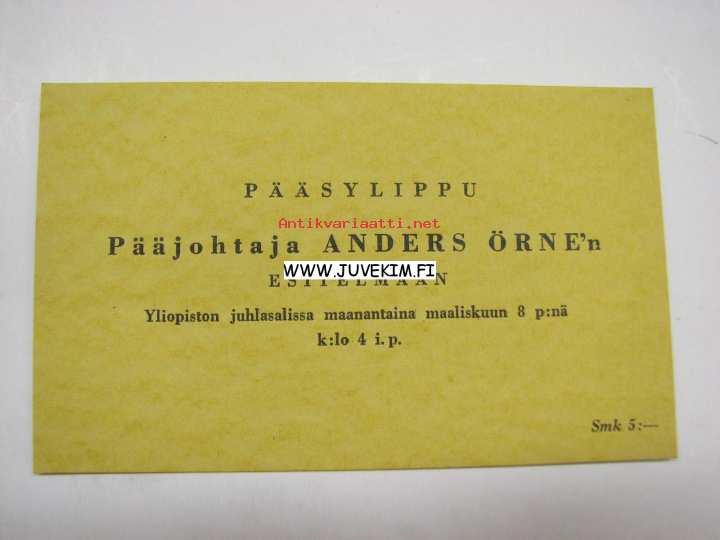 PÄÄSYLIPPU
Antikvariaatti.net
Pääjohtaja ANDERS ÖRNE'n
WWW.JUVEKIM.FI
ESITELMÄÄN
Yliopiston juhlasalissa maanantaina maaliskuun 8 p:nä
k:lo 4 i.p.
Smk 5:—